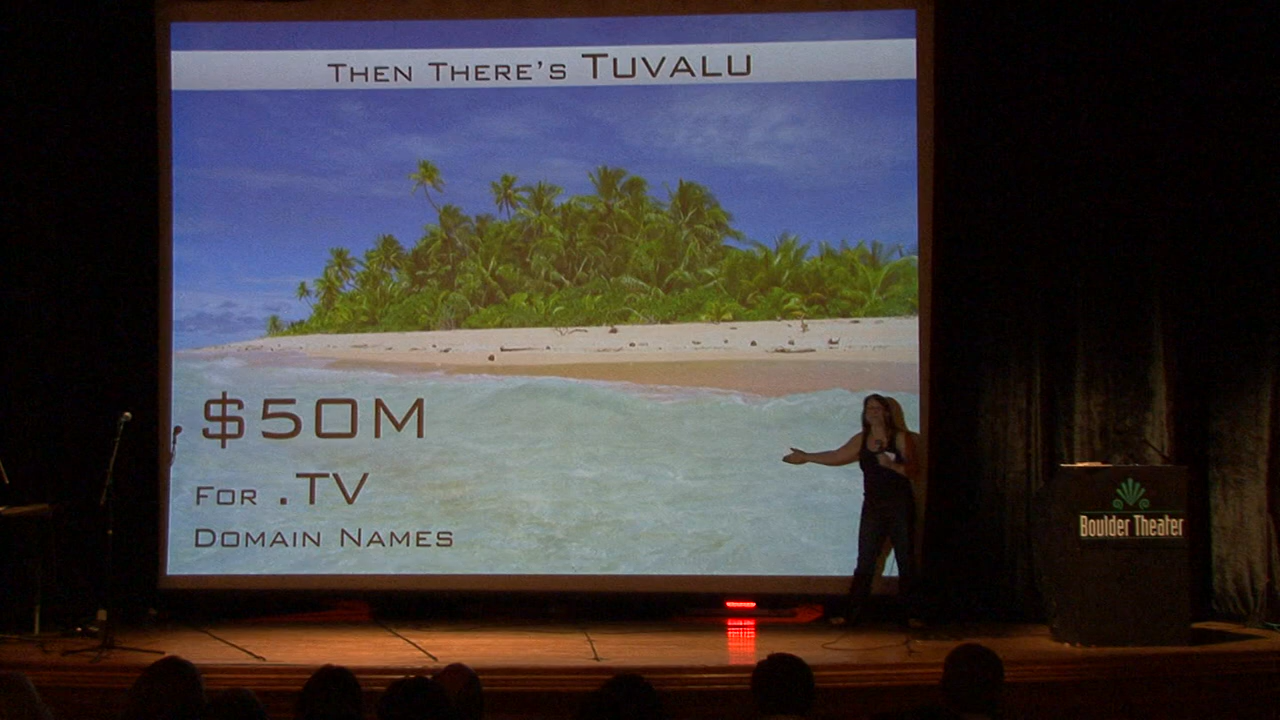 Then There's Tuvalu
$50M
For .TV
Domain Names
Boulder Theater